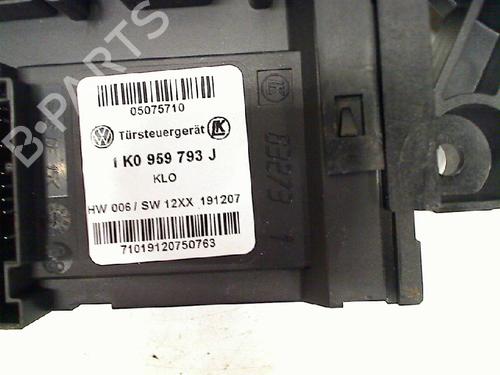 B-PARTS
05075710
Türsteuergerät
1K0 959 793 J
KLO
HW 006 / SW 12XX 191207
71019120750763